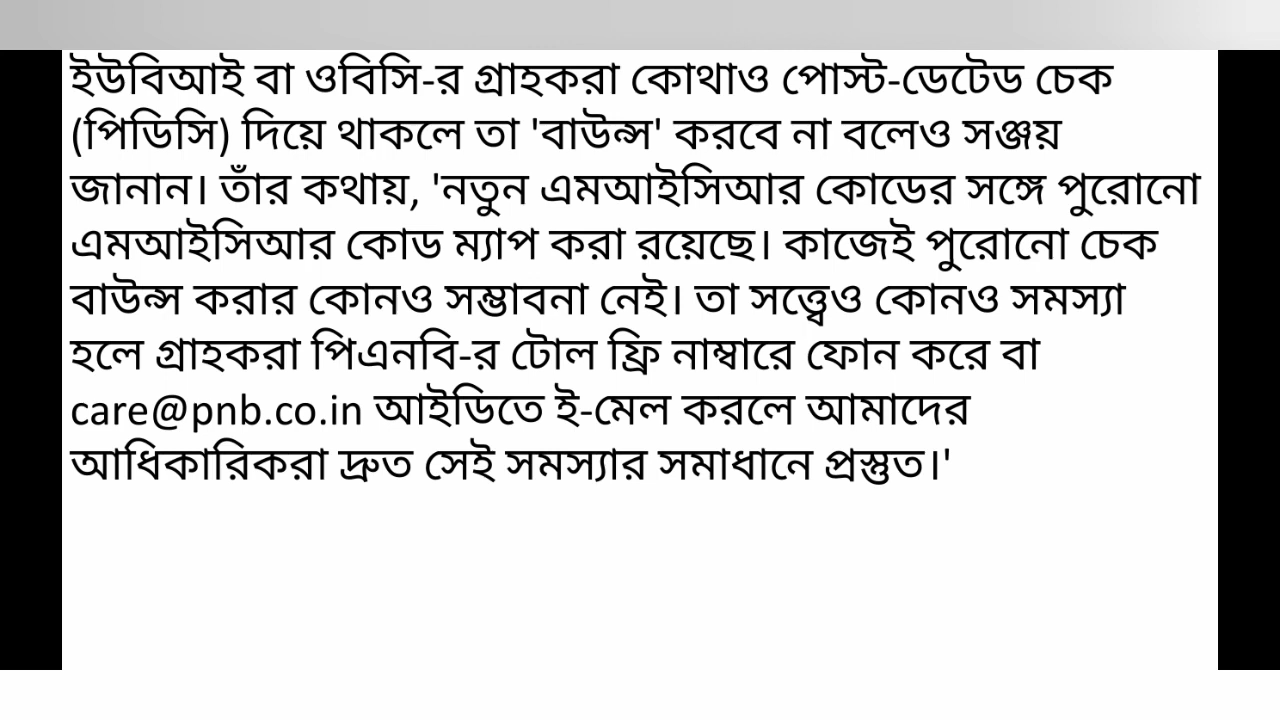 ইউবিআই বা ওবিসি-র গ্রাহকরা কোথাও পোস্ট-ডেটেড চেক
(পিডিসি) দিয়ে থাকলে তা 'বাউন্স' করবে না বলেও সঞ্জয়
জানান। তাঁর কথায়, 'নতুন এমআইসিআর কোডের সঙ্গে পুরোনো
এমআইসিআর কোড ম্যাপ করা রয়েছে। কাজেই পুরোনো চেক
বাউন্স করার কোনও সম্ভাবনা নেই। তা সত্ত্বেও কোনও সমস্যা
হলে গ্রাহকরা পিএনবি-র টোল ফ্রি নাম্বারে ফোন করে বা
care@pnb.co.in আইডিতে ই-মেল করলে আমাদের
আধিকারিকরা দ্রুত সেই সমস্যার সমাধানে প্রস্তুত।'